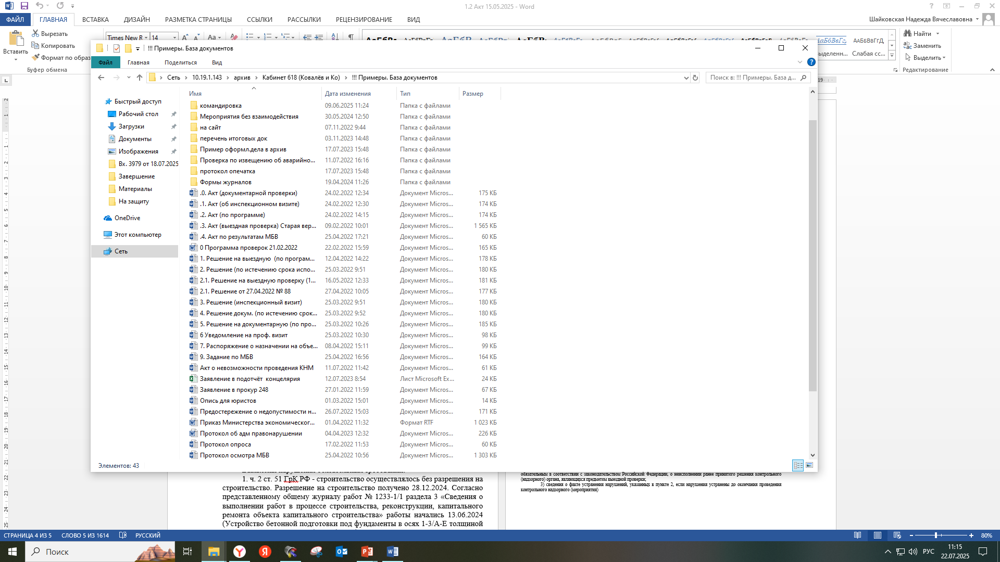 1.2 Акт 15.05.2025 - Word
ФАЙЛ ГЛАВНАЯ ВСТАВКА ДИЗАЙН РАЗМЕТКА СТРАНИЦЫ ССЫЛКИ РАССЫЛКИ РЕЦЕНЗИРОВАНИЕ ВИД
Шайковская Надежда Вячеславовна
Вставить
Вырезать
Копировать
Формат по образ
Буфер обмена
Times New R 14
Найти
Заменить
Выделить
Редактирование
Слабая сс...
АаБбВвГгД
!!! Примеры. База документов
Файл Главная Поделиться Вид
Сеть 10.19.1.143 архив Кабинет 618 (Ковалёв и Ко) !!! Примеры. База документов
Поиск в: !!! Примеры. База д...
Быстрый доступ
Рабочий стол
Загрузки
Документы
Изображения
Вх. 3979 от 18.07.2025
Завершение
Материалы
На защиту
OneDrive
Этот компьютер
Сеть
Имя Дата изменения Тип Размер
командировка 09.06.2025 11:24 Папка с файлами
Мероприятия без взаимодействия 30.05.2024 12:50 Папка с файлами
на сайт 07.11.2022 9:44 Папка с файлами
перечень итоговых док 03.11.2023 14:48 Папка с файлами
Пример оформл.дела в архив 17.07.2023 15:48 Папка с файлами
Проверка по извещению об аварийно... 11.07.2022 16:16 Папка с файлами
протокол опечатка 17.07.2023 15:48 Папка с файлами
Формы журналов 19.04.2024 11:26 Папка с файлами
.0. Акт (документарной проверки) 24.02.2022 12:34 Документ Micros... 175 КБ
.1. Акт (об инспекционном визите) 24.02.2022 12:30 Документ Micros... 174 КБ
.2. Акт (по программе) 24.02.2022 14:15 Документ Micros... 174 КБ
.3. Акт (выездная проверка) Старая вер... 09.02.2022 10:01 Документ Micros... 1 565 КБ
.4. Акт по результатам МБВ 25.04.2022 17:21 Документ Micros... 60 КБ
0 Программа проверок 21.02.2022 22.02.2022 15:59 Документ Micros... 165 КБ
1. Решение на выездную (по програм... 12.04.2022 14:22 Документ Micros... 178 КБ
2. Решение (по истечению срока испо... 25.03.2022 9:51 Документ Micros... 180 КБ
2.1. Решение на выездную проверку (1... 16.05.2022 12:33 Документ Micros... 181 КБ
2.1. Решение от 27.04.2022 № 88 27.04.2022 10:05 Документ Micros... 177 КБ
3. Решение (инспекционный визит) 25.03.2022 9:51 Документ Micros... 180 КБ
4. Решение докум. (по истечению срок... 25.03.2022 9:52 Документ Micros... 180 КБ
5. Решение на документарную (по про... 25.03.2022 10:26 Документ Micros... 185 КБ
6 Уведомление на проф. визит 25.03.2022 10:30 Документ Micros... 98 КБ
7. Распоряжение о назначении на объе... 08.04.2022 15:11 Документ Micros... 99 КБ
9. Задание по МБВ 25.04.2022 16:56 Документ Micros... 164 КБ
Акт о невозможности проведения КНМ 11.07.2022 11:42 Документ Micros... 61 КБ
Заявление в подотчёт концелярия 12.07.2023 8:54 Лист Microsoft Ex... 24 КБ
Заявление в прокур 248 27.01.2022 11:59 Документ Micros... 67 КБ
Опись для юристов 01.03.2022 15:01 Документ Micros... 14 КБ
Предостережение о недопустимости н... 26.07.2022 15:03 Документ Micros... 171 КБ
Приказ Министерства экономическог... 01.04.2022 11:32 Формат RTF 1 023 КБ
Протокол об адм правонарушении 04.04.2023 12:32 Документ Micros... 226 КБ
Протокол опроса 17.02.2022 11:53 Документ Micros... 60 КБ
Протокол осмотра МБВ 25.04.2022 10:56 Документ Micros... 1 303 КБ
Элементов: 43
1. ч. 2 ст. 51 ГрК РФ - строительство осуществлялось без разрешения на
строительство. Разрешение на строительство получено 28.12.2024. Согласно
представленному общему журналу работ № 1233-1/1 раздела 3 «Сведения о
выполнении работ в процессе строительства, реконструкции, капитального
ремонта объекта капитального строительства» работы начались 13.06.2024
(Устройство бетонной подготовки под фундаменты в осях 1-3/А-Е толщиной
обязательным в соответствии с законодательством Российской Федерации, о неисполнении ранее принятого решения контрольного
(надзорного) органа, являющихся предметом выездной проверки;
3) сведения о факте устранения нарушений, указанных в пункте 2, если нарушения устранены до окончания проведения
контрольного надзорного (мероприятия)
СТРАНИЦА 4 ИЗ 5 СЛОВО 5 ИЗ 1614 РУССКИЙ 80%
Поиск
РУС
11:15
22.07.2025